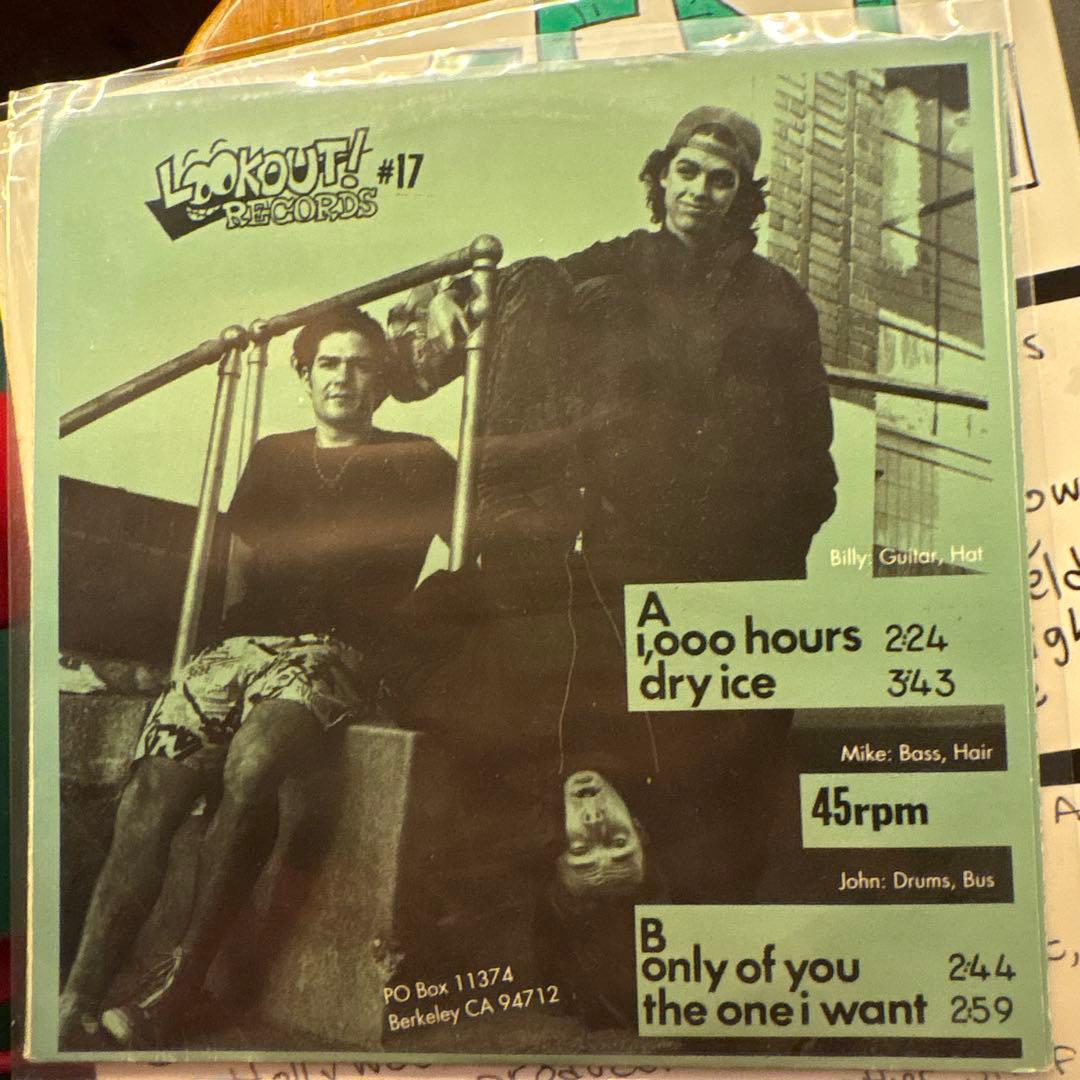 LOOKOUT! #17
RECORDS
Billy: Guitar, Hat
A
1,000 hours 2:24
dry ice 3:43
Mike: Bass, Hair
45rpm
John: Drums, Bus
B
only of you 2:44
the one i want 2:59
PO Box 11374
Berkeley CA 94712